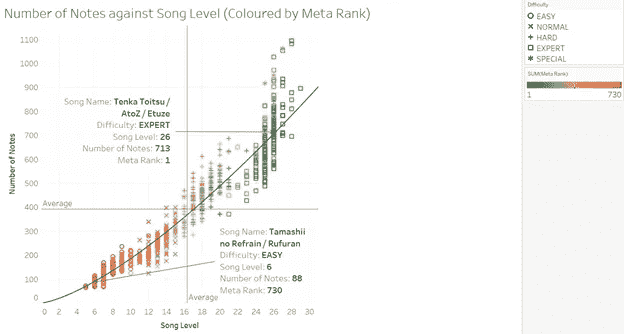 Number of Notes against Song Level (Coloured by Meta Rank)
Difficulty
EASY
NORMAL
HARD
EXPERT
SPECIAL
SUM(Meta Rank)
1 730
Number of Notes
1100
1000
900
800
700
600
500
400
300
200
100
0
Song Name: Tenka Toitsu /
AtoZ / Etuze
Difficulty: EXPERT
Song Level: 26
Number of Notes: 713
Meta Rank: 1
Average
Song Name: Tamashii
no Refrain / Rufuran
Difficulty: EASY
Song Level: 6
Number of Notes: 88
Meta Rank: 730
Average
0 2 4 6 8 10 12 14 16 18 20 22 24 26 28 30
Song Level